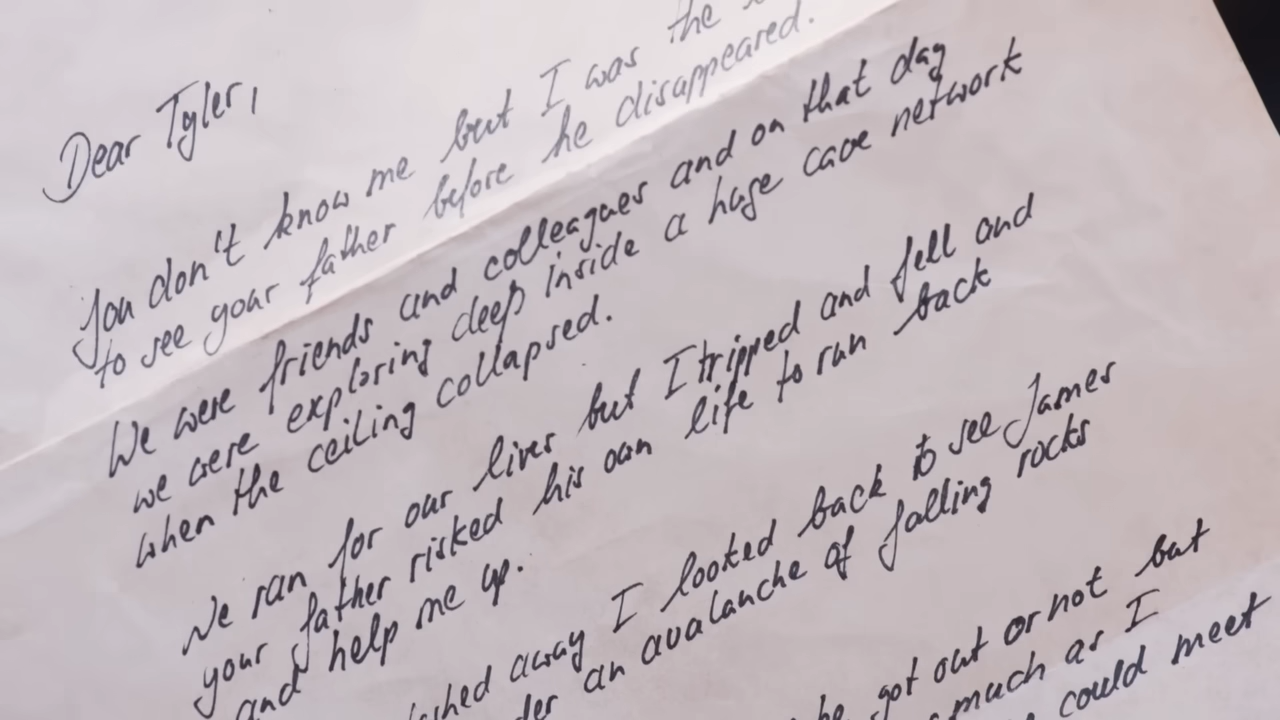 Dear Tyler,
You don't know me but I was the
to see your father before he disappeared.
We were friends and colleagues and on that day
we were exploring deep inside a huge cave network
when the ceiling collapsed.
We ran for our lives but I tripped and fell and
your father risked his own life to run back
and help me up.
away I looked back to see James
an avalanche of falling rocks
got out or not but
much as I
could meet